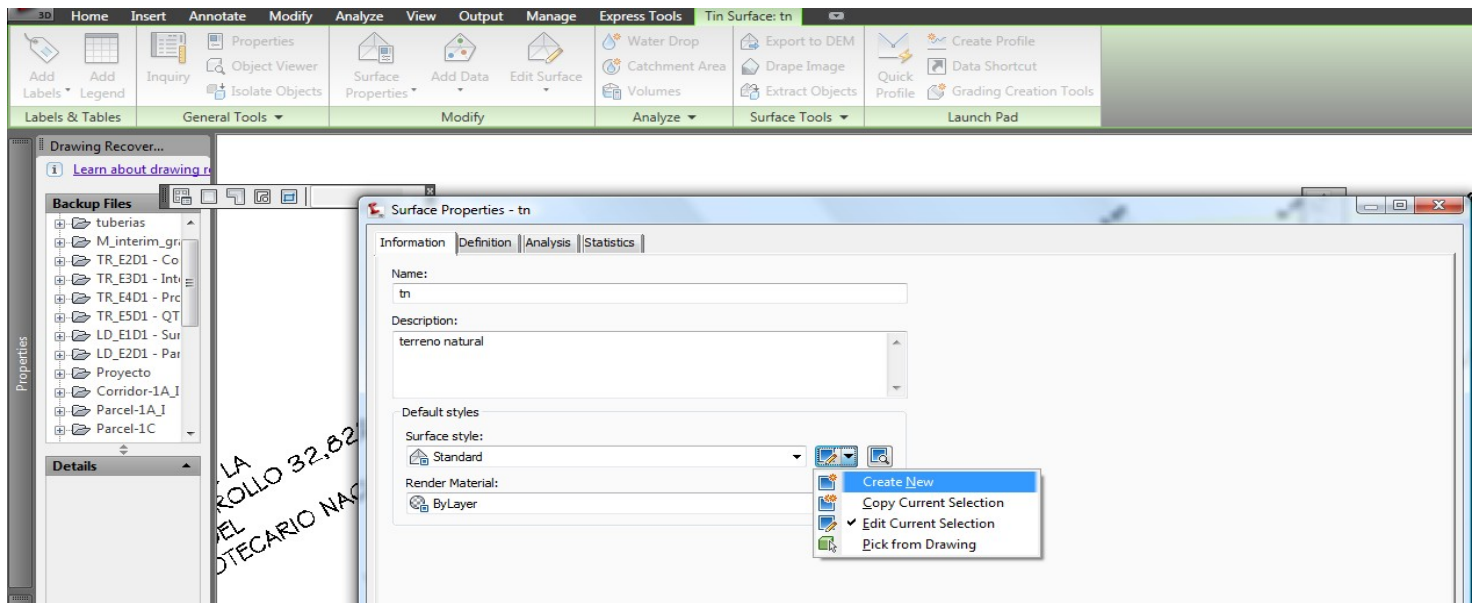 3D Home Insert Annotate Modify Analyze View Output Manage Express Tools Tin Surface: tn
Add Labels
Add Legend
Labels & Tables
Inquiry
Properties
Object Viewer
Isolate Objects
General Tools
Surface Properties
Add Data
Edit Surface
Modify
Water Drop
Catchment Area
Volumes
Analyze
Export to DEM
Drape Image
Extract Objects
Surface Tools
Quick Profile
Create Profile
Data Shortcut
Grading Creation Tools
Launch Pad
Properties
Drawing Recover...
Learn about drawing r
Backup Files
tuberias
M_interim_gr
TR_E2D1 - Co
TR_E3D1 - Int
TR_E4D1 - Prc
TR_E5D1 - QT
LD_E1D1 - Sur
LD_E2D1 - Par
Proyecto
Corridor-1A_I
Parcel-1A_I
Parcel-1C
Details
LA
ROLLO 32,82
DEL
OTECARIO NAC
Surface Properties - tn
Information Definition Analysis Statistics
Name:
tn
Description:
terreno natural
Default styles
Surface style:
Standard
Render Material:
ByLayer
Create New
Copy Current Selection
Edit Current Selection
Pick from Drawing